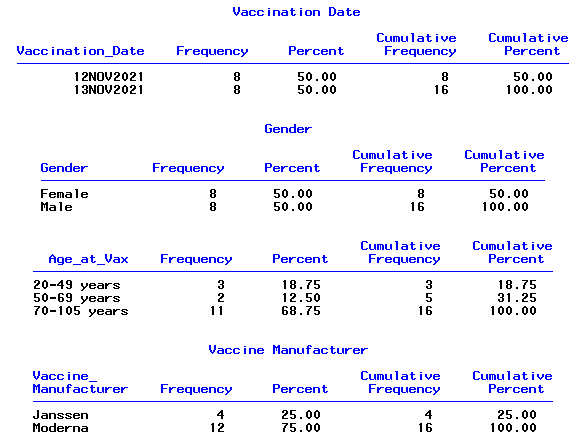 Vaccination Date
Cumulative Cumulative
Vaccination_Date Frequency Percent Frequency Percent
12NOV2021 8 50.00 8 50.00
13NOV2021 8 50.00 16 100.00
Gender
Cumulative Cumulative
Gender Frequency Percent Frequency Percent
Female 8 50.00 8 50.00
Male 8 50.00 16 100.00
Cumulative Cumulative
Age_at_Vax Frequency Percent Frequency Percent
20-49 years 3 18.75 3 18.75
50-69 years 2 12.50 5 31.25
70-105 years 11 68.75 16 100.00
Vaccine Manufacturer
Vaccine_ Cumulative Cumulative
Manufacturer Frequency Percent Frequency Percent
Janssen 4 25.00 4 25.00
Moderna 12 75.00 16 100.00